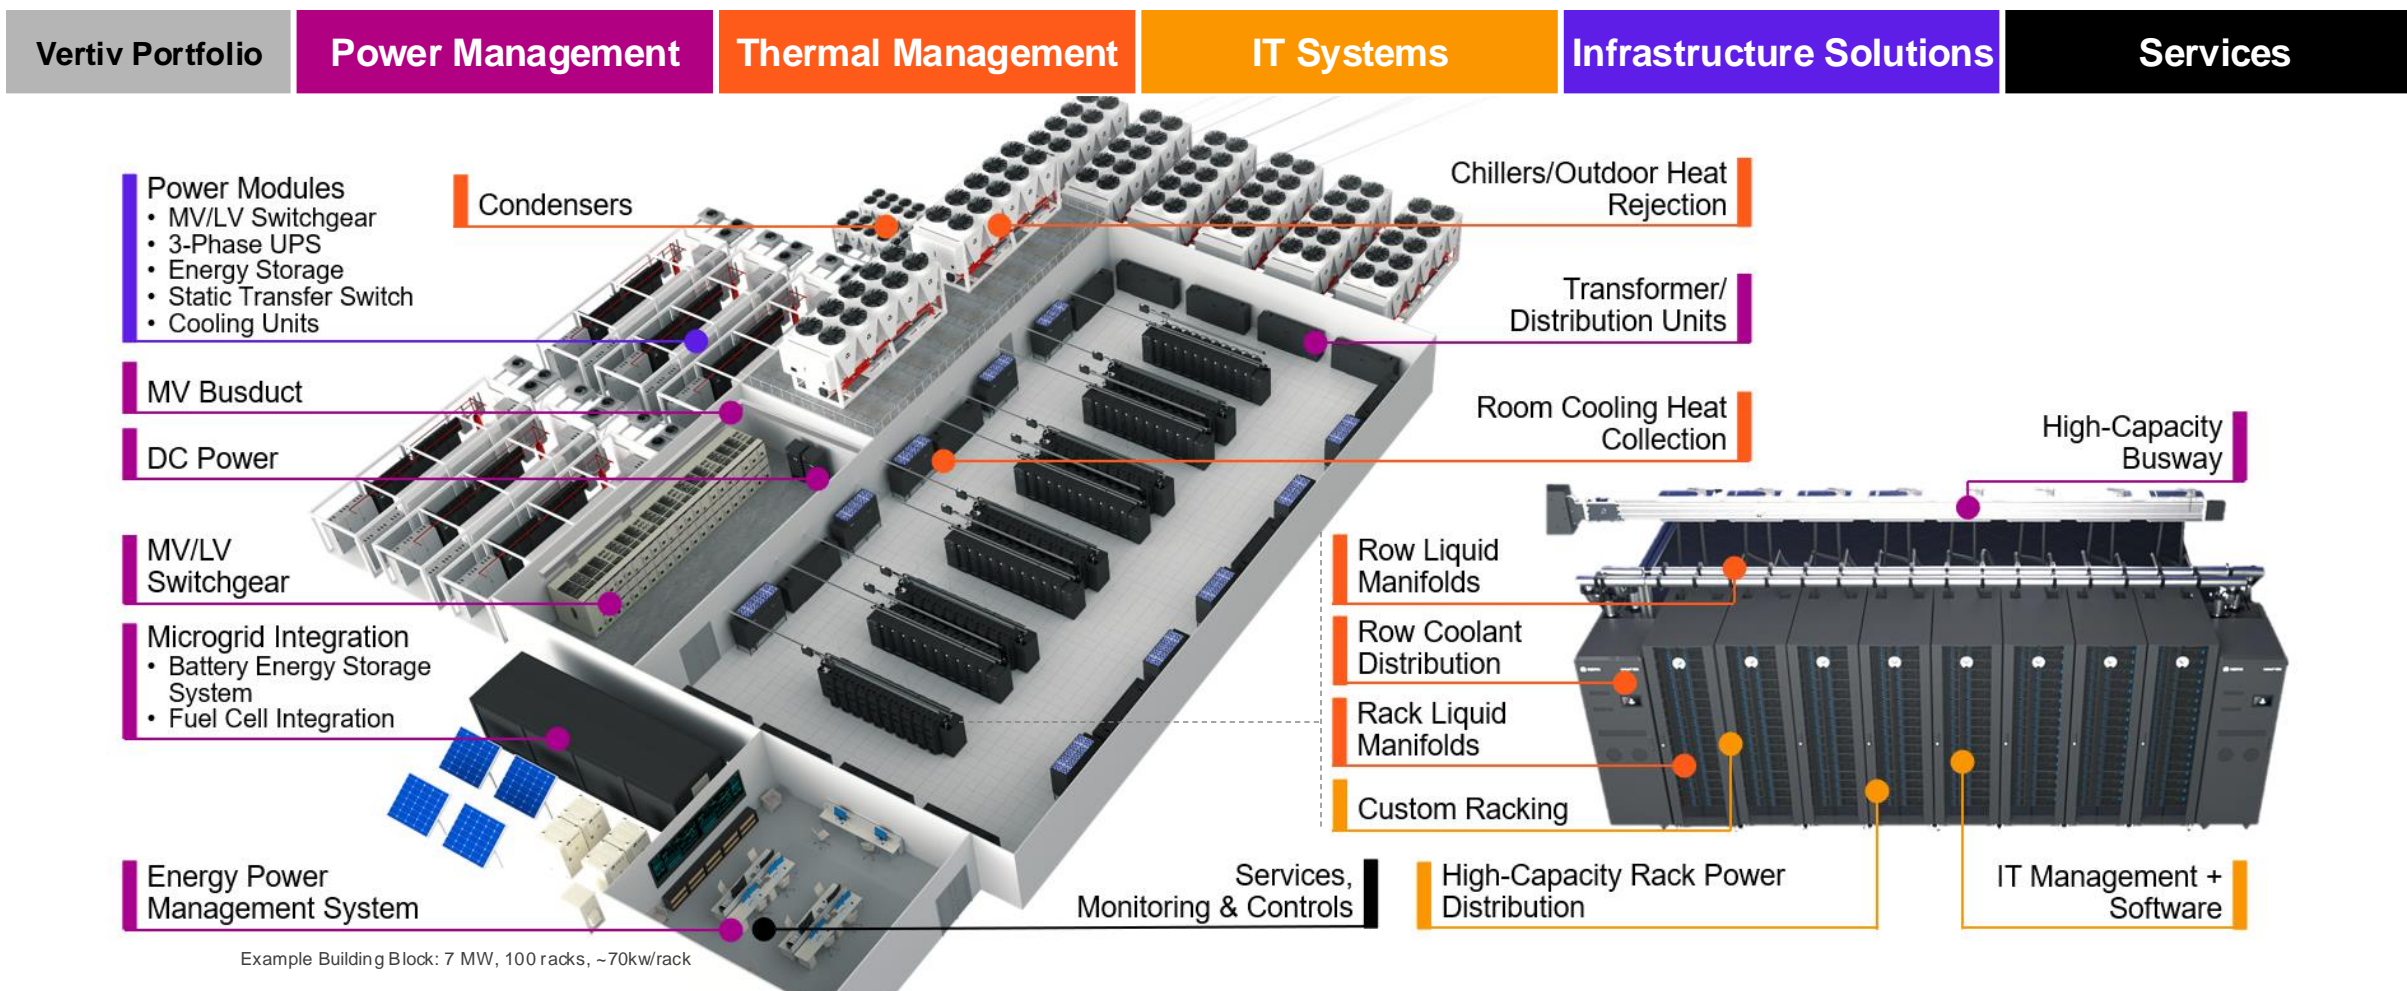 Vertiv Portfolio
Power Management
Thermal Management
IT Systems
Infrastructure Solutions
Services
Power Modules
• MV/LV Switchgear
• 3-Phase UPS
• Energy Storage
• Static Transfer Switch
• Cooling Units
Condensers
Chillers/Outdoor Heat
Rejection
Transformer/
Distribution Units
MV Busduct
DC Power
Room Cooling Heat
Collection
High-Capacity
Busway
MV/LV
Switchgear
Row Liquid
Manifolds
Microgrid Integration
• Battery Energy Storage
System
• Fuel Cell Integration
Row Coolant
Distribution
Rack Liquid
Manifolds
Custom Racking
Energy Power
Management System
Services,
Monitoring & Controls
High-Capacity Rack Power
Distribution
IT Management +
Software
Example Building Block: 7 MW, 100 racks, ~70kw/rack